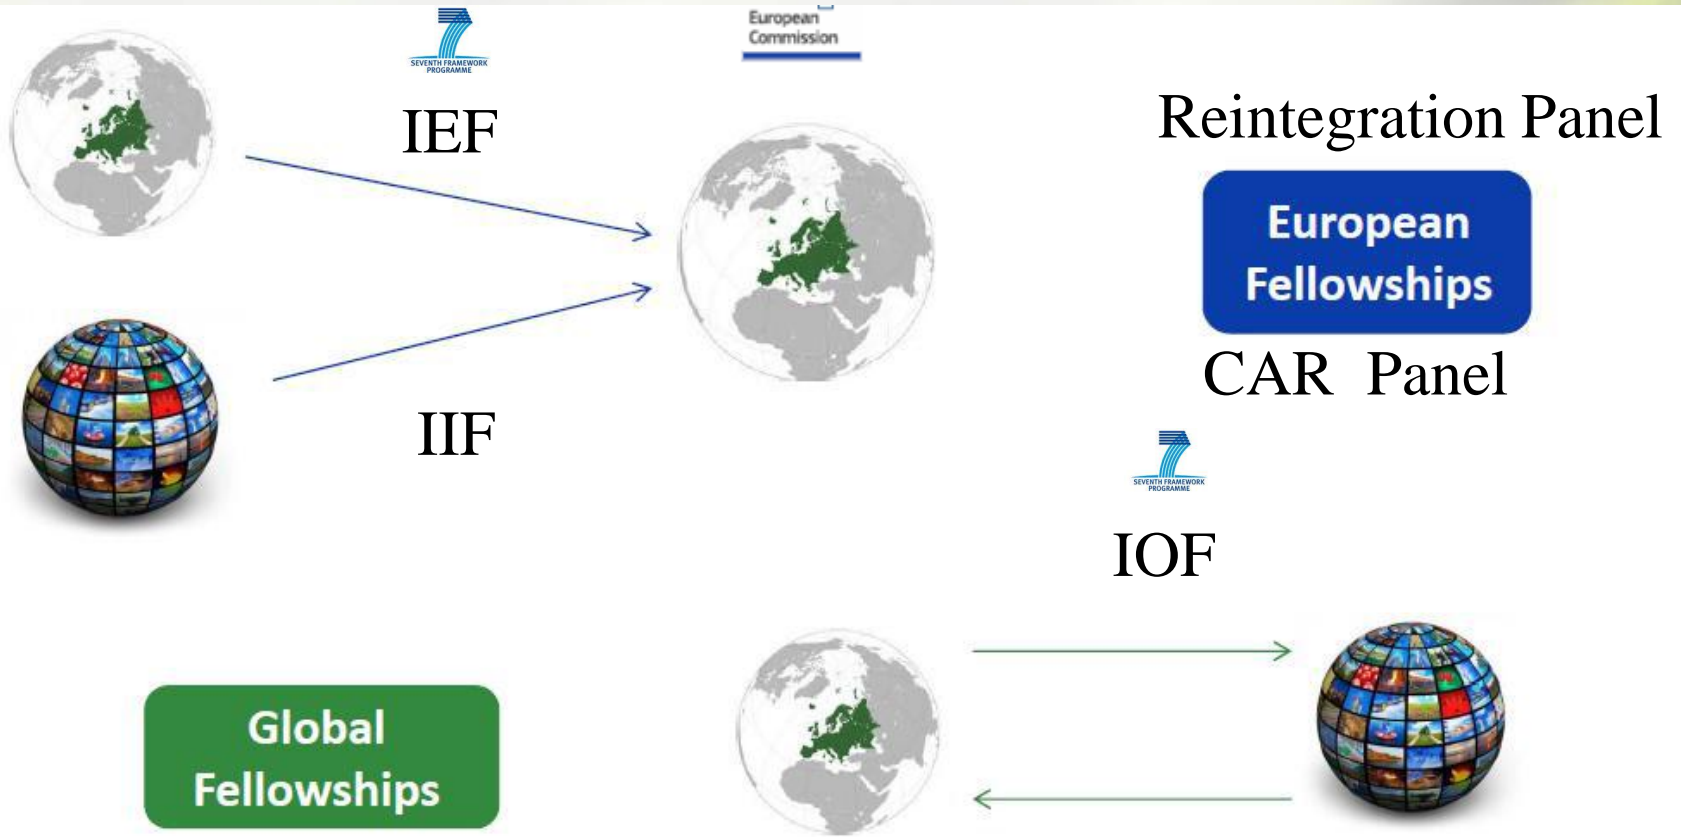 SEVENTH FRAMEWORK
PROGRAMME
European
Commission
IEF
Reintegration Panel
European
Fellowships
CAR Panel
IIF
SEVENTH FRAMEWORK
PROGRAMME
IOF
Global
Fellowships